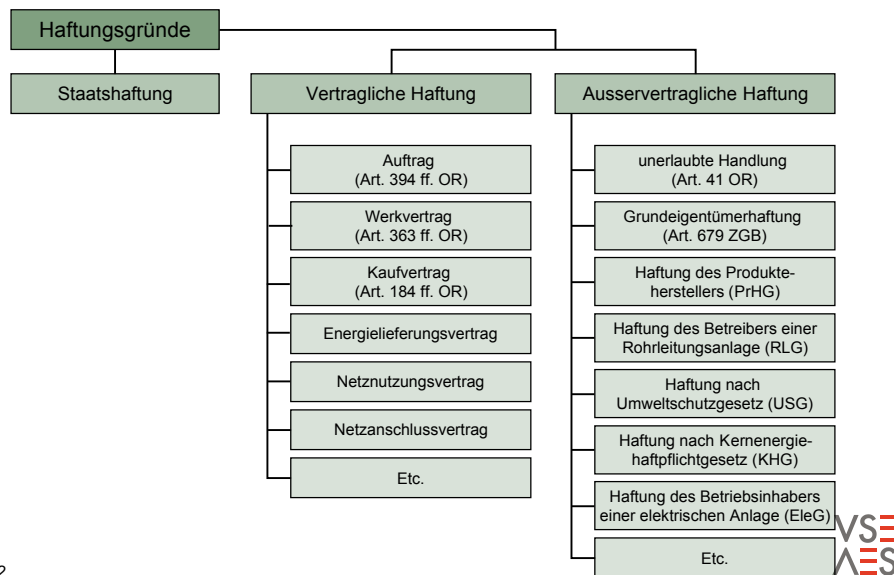 Haftungsgründe
Staatshaftung
Vertragliche Haftung
Ausservertragliche Haftung
Auftrag
(Art. 394 ff. OR)
Werkvertrag
(Art. 363 ff. OR)
Kaufvertrag
(Art. 184 ff. OR)
Energielieferungsvertrag
Netznutzungsvertrag
Netzanschlussvertrag
Etc.
unerlaubte Handlung
(Art. 41 OR)
Grundeigentümerhaftung
(Art. 679 ZGB)
Haftung des Produkte-
herstellers (PrHG)
Haftung des Betreibers einer
Rohrleitungsanlage (RLG)
Haftung nach
Umweltschutzgesetz (USG)
Haftung nach Kernenergie-
haftpflichtgesetz (KHG)
Haftung des Betriebsinhabers
einer elektrischen Anlage (EleG)
Etc.
VSE
AES